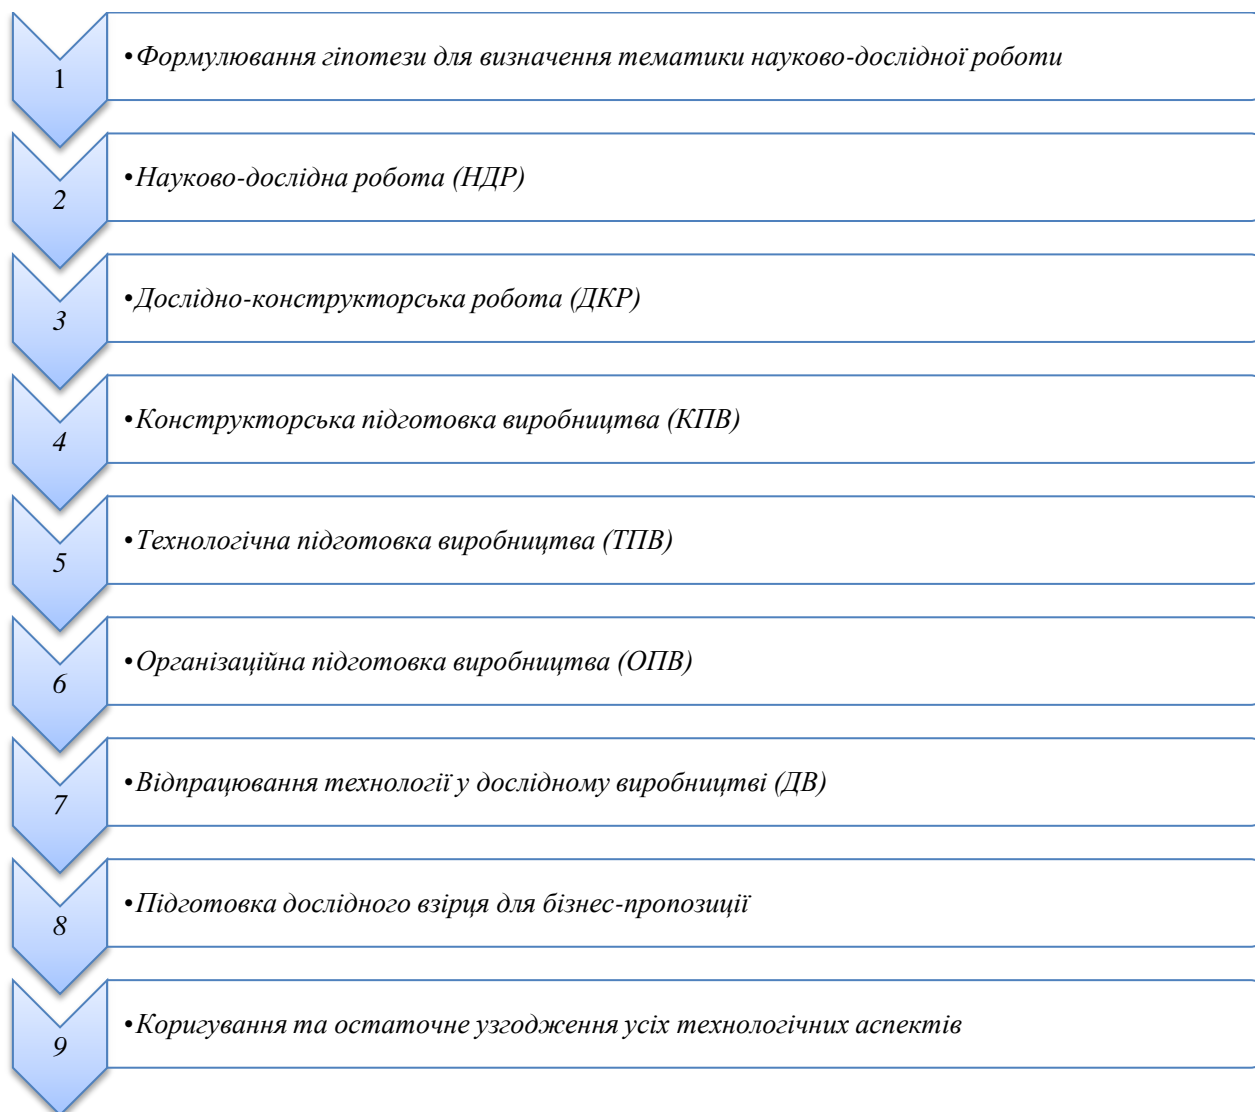 1
•Формулювання гіпотези для визначення тематики науково-дослідної роботи
2
•Науково-дослідна робота (НДР)
3
•Дослідно-конструкторська робота (ДКР)
4
•Конструкторська підготовка виробництва (КПВ)
5
•Технологічна підготовка виробництва (ТПВ)
6
•Організаційна підготовка виробництва (ОПВ)
7
•Відпрацювання технології у дослідному виробництві (ДВ)
8
•Підготовка дослідного взірця для бізнес-пропозиції
9
•Коригування та остаточне узгодження усіх технологічних аспектів